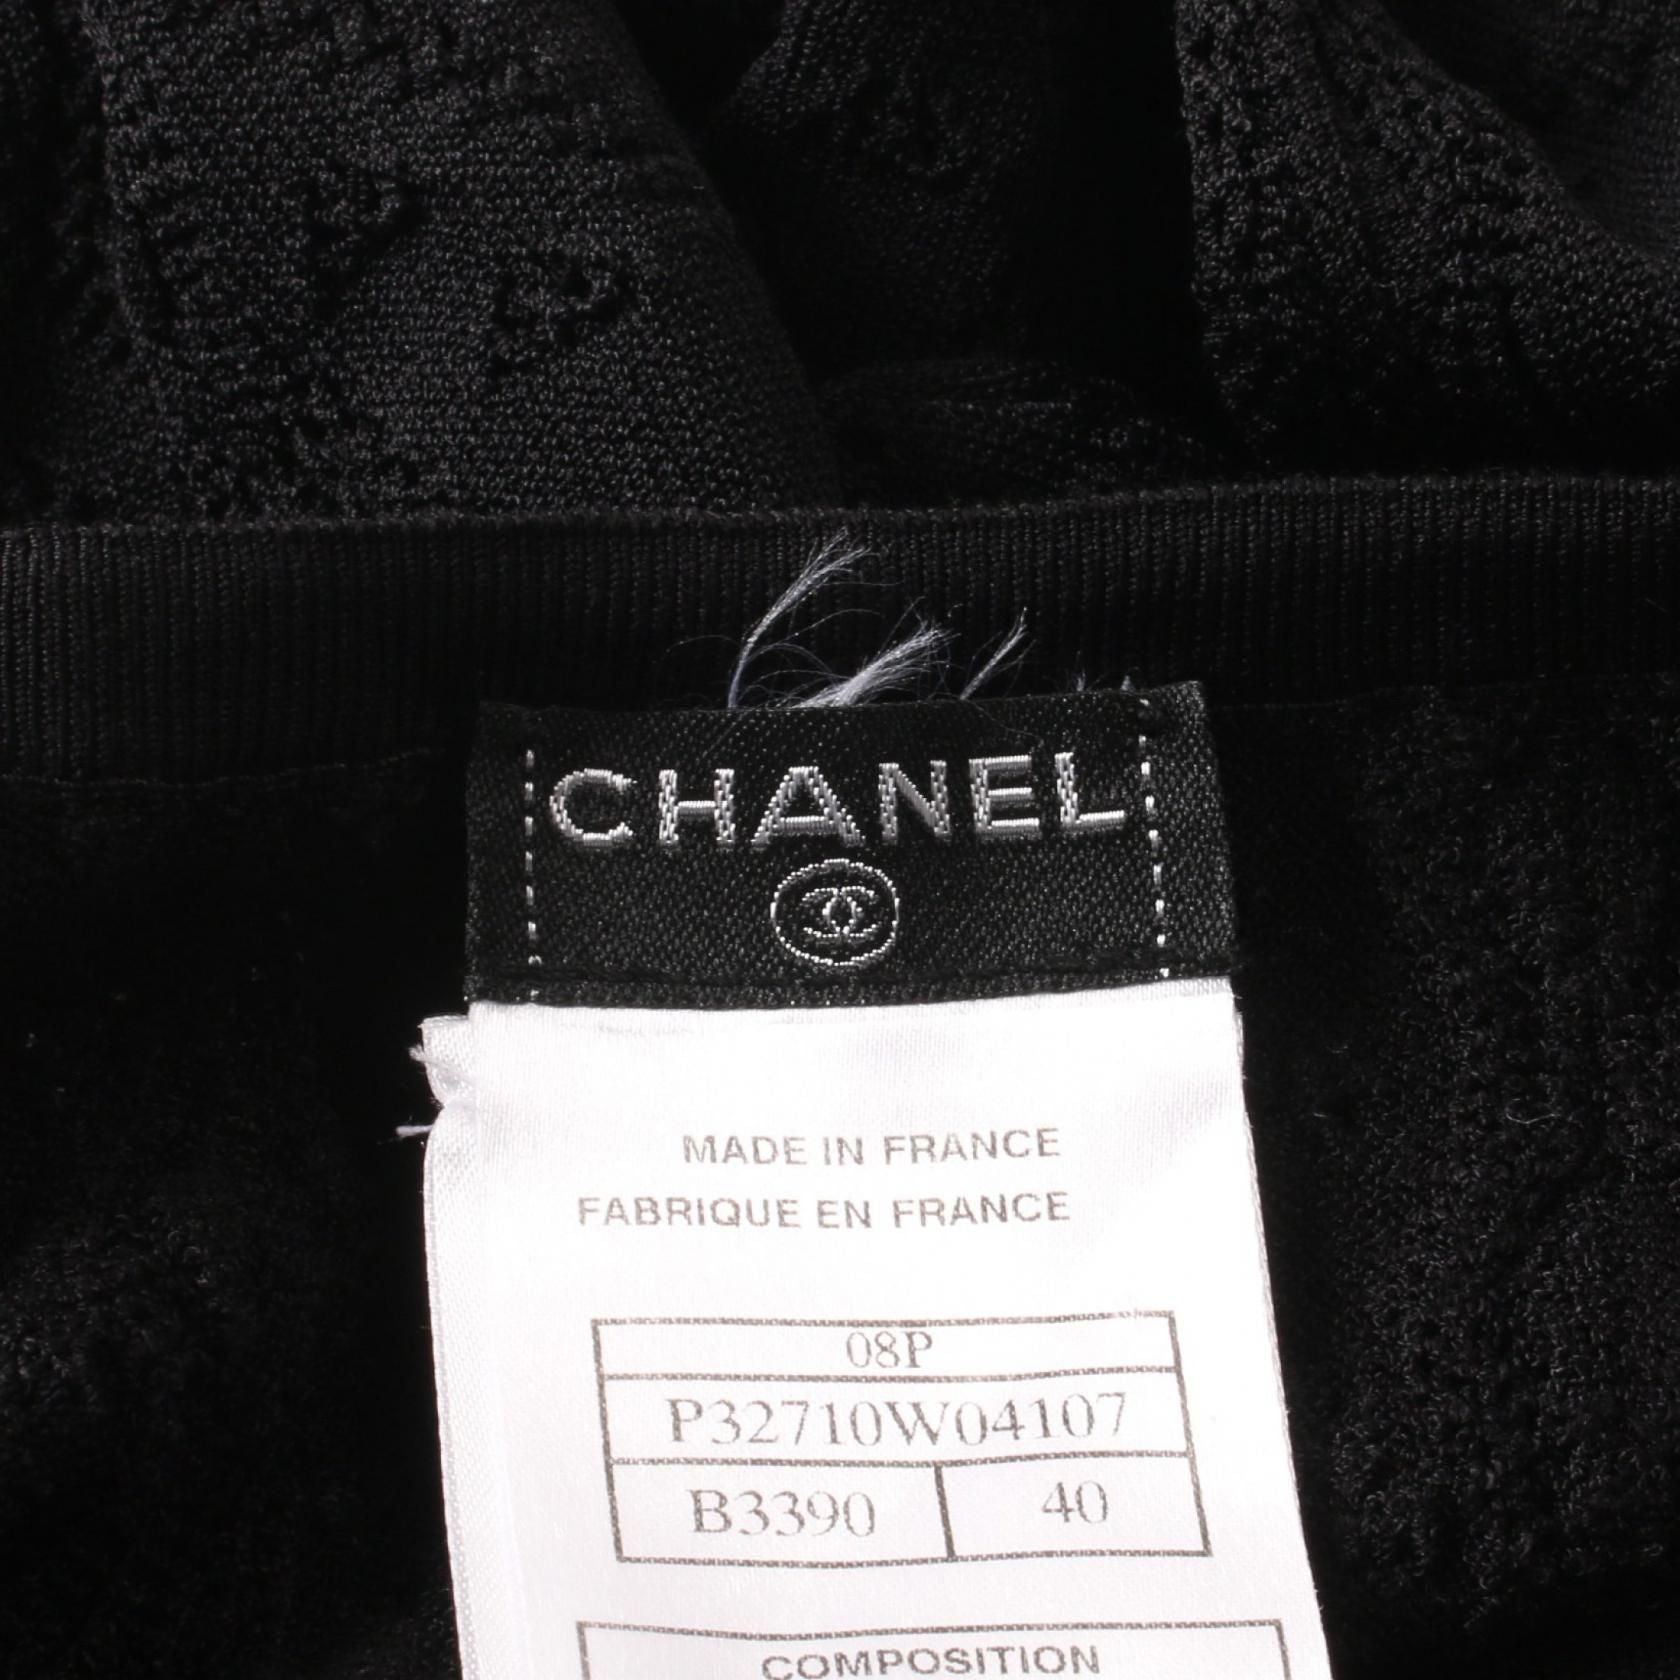 CHANEL
MADE IN FRANCE
FABRIQUE EN FRANCE
08P
P32710W04107
B3390 40
COMPOSITION